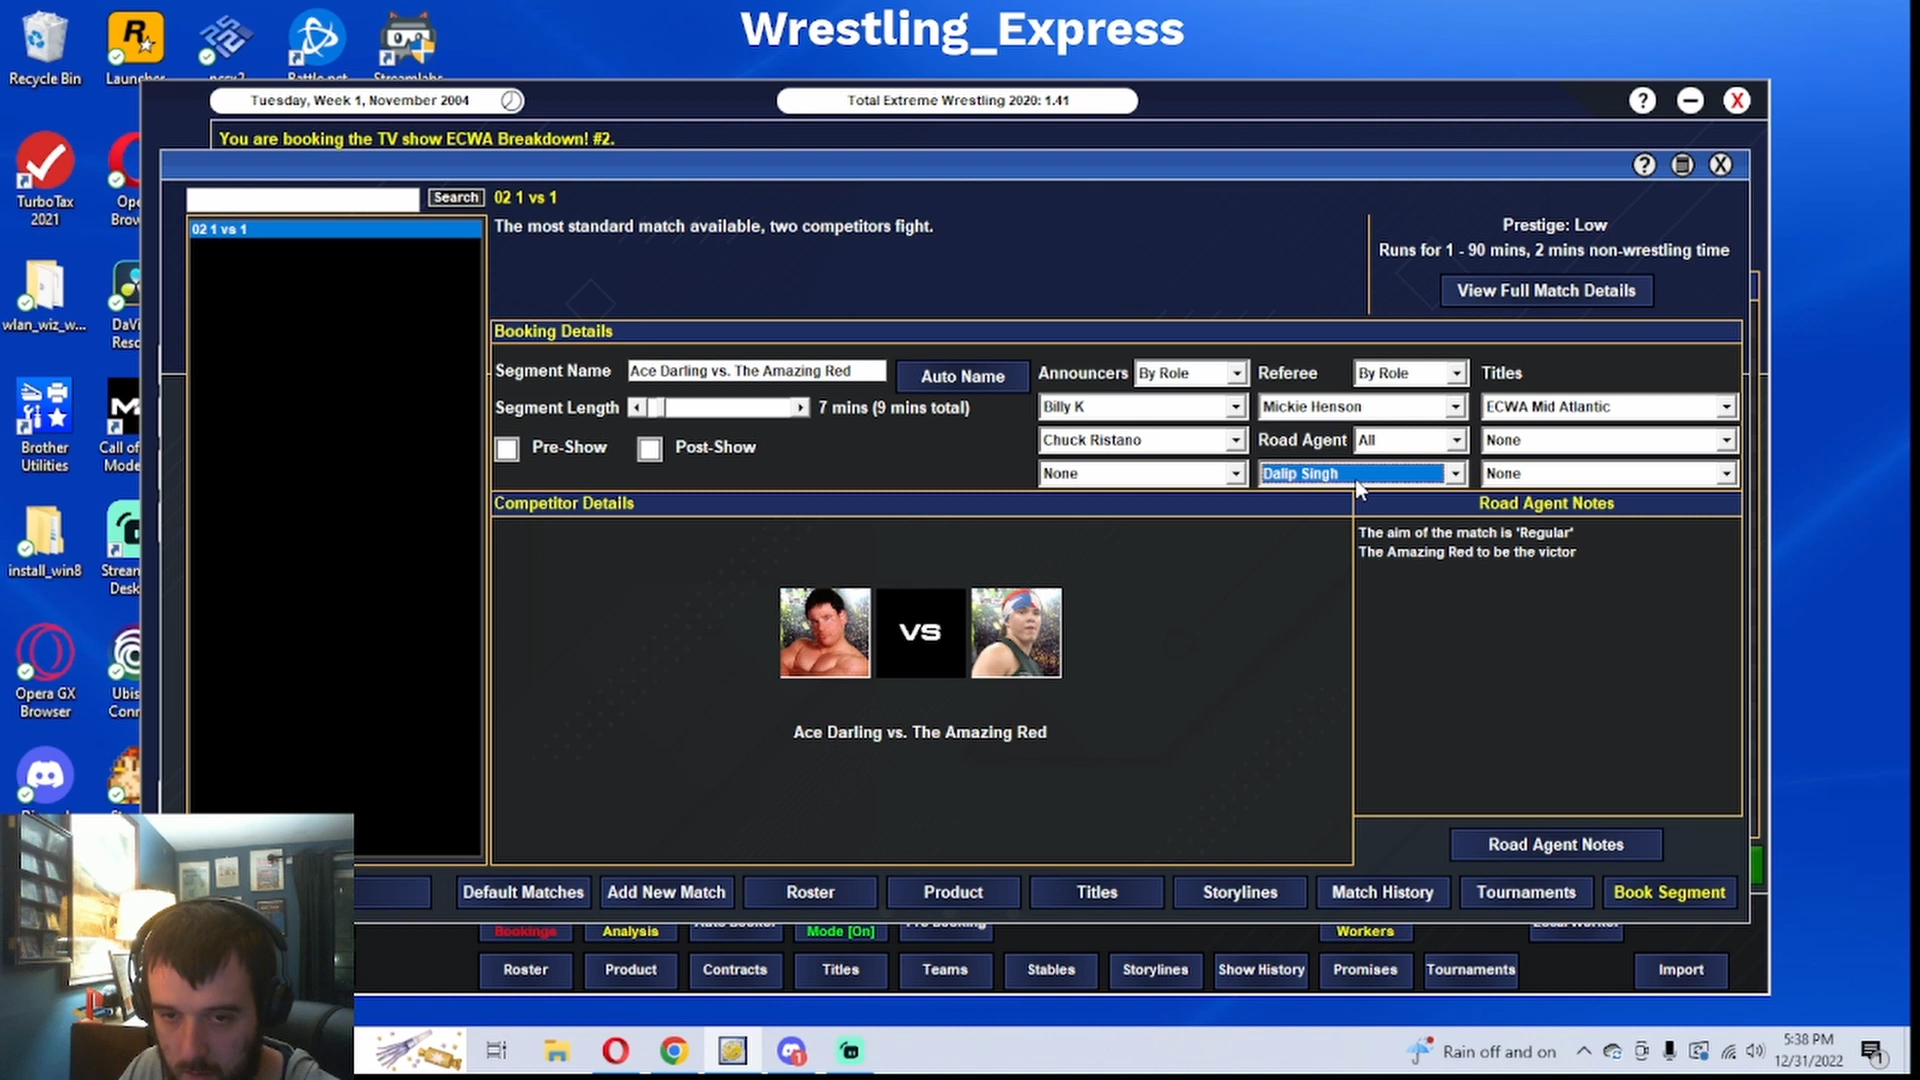 Wrestling_Express
Recycle Bin
Launcher
pcsx2
Battle.net
Streamlabs
Tuesday, Week 1, November 2004
Total Extreme Wrestling 2020: 1.41
?
X
You are booking the TV show ECWA Breakdown! #2.
?
X
TurboTax 2021
Search
02 1 vs 1
02 1 vs 1
The most standard match available, two competitors fight.
Prestige: Low
Runs for 1 - 90 mins, 2 mins non-wrestling time
View Full Match Details
wlan_wiz_w...
Booking Details
Segment Name
Ace Darling vs. The Amazing Red
Auto Name
Announcers
By Role
Referee
By Role
Titles
Segment Length
7 mins (9 mins total)
Billy K
Mickie Henson
ECWA Mid Atlantic
Pre-Show
Post-Show
Chuck Ristano
Road Agent
All
None
None
Dalip Singh
None
Brother Utilities
Call of
Competitor Details
Road Agent Notes
The aim of the match is 'Regular'
The Amazing Red to be the victor
install_win8
VS
Ace Darling vs. The Amazing Red
Opera GX Browser
Road Agent Notes
Default Matches
Add New Match
Roster
Product
Titles
Storylines
Match History
Tournaments
Book Segment
Bookings
Analysis
Mode [On]
Workers
Roster
Product
Contracts
Titles
Teams
Stables
Storylines
Show History
Promises
Tournaments
Import
Rain off and on
5:38 PM
12/31/2022
1